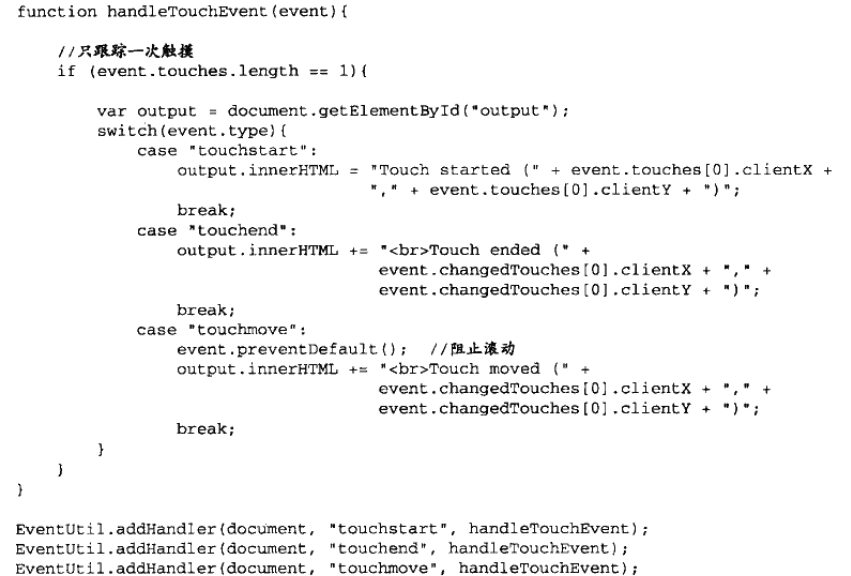 function handleTouchEvent(event){
//只跟踪一次触摸
if (event.touches.length == 1){
var output = document.getElementById("output");
switch(event.type){
case "touchstart":
output.innerHTML = "Touch started (" + event.touches[0].clientX +
"," + event.touches[0].clientY + ")";
break;
case "touchend":
output.innerHTML += "<br>Touch ended (" +
event.changedTouches[0].clientX + "," +
event.changedTouches[0].clientY + ")";
break;
case "touchmove":
event.preventDefault(); //阻止滚动
output.innerHTML += "<br>Touch moved (" +
event.changedTouches[0].clientX + "," +
event.changedTouches[0].clientY + ")";
break;
}
}
}
EventUtil.addHandler(document, "touchstart", handleTouchEvent);
EventUtil.addHandler(document, "touchend", handleTouchEvent);
EventUtil.addHandler(document, "touchmove", handleTouchEvent);